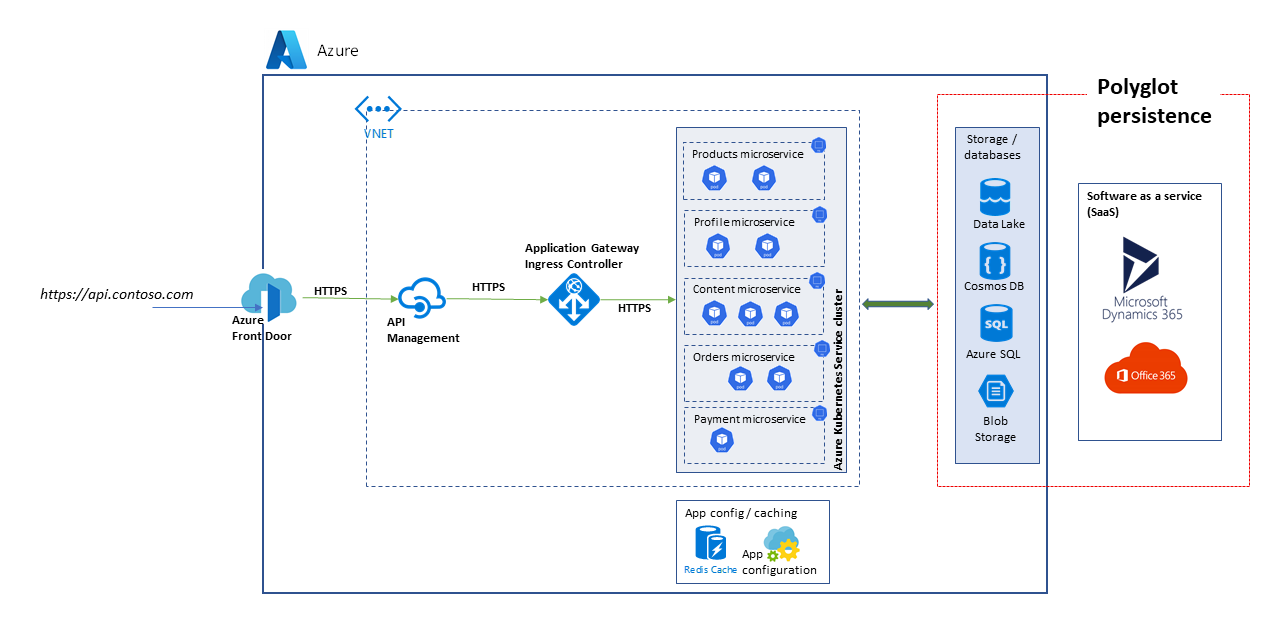 Azure
VNET
https://api.contoso.com
Azure
Front Door
HTTPS
API
Management
HTTPS
Application Gateway
Ingress Controller
HTTPS
Products microservice
pod
pod
Profile microservice
pod
pod
Content microservice
pod
pod
pod
Orders microservice
pod
pod
Payment microservice
pod
Azure Kubernetes Service cluster
App config / caching
Redis Cache
App
configuration
Polyglot
persistence
Storage /
databases
Data Lake
Cosmos DB
SQL
Azure SQL
Blob
Storage
Software as a service
(SaaS)
Microsoft
Dynamics 365
Office 365